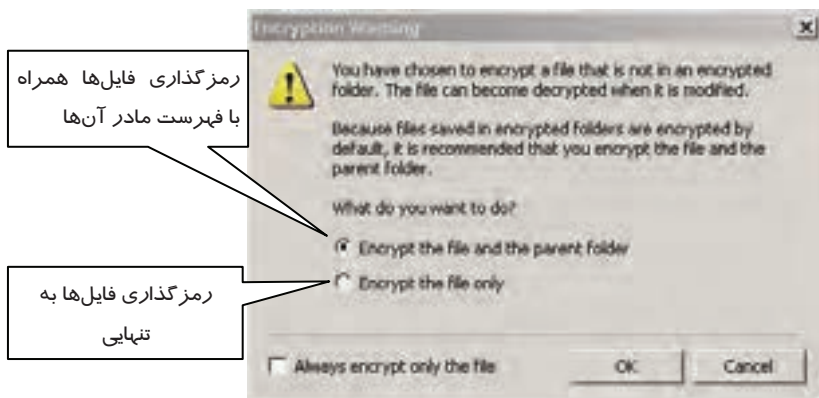 Encryption Warning
رمزگذاری فایل‌ها همراه
با فهرست مادر آن‌ها
You have chosen to encrypt a file that is not in an encrypted
folder. The file can become decrypted when it is modified.
Because files saved in encrypted folders are encrypted by
default, it is recommended that you encrypt the file and the
parent folder.
What do you want to do?
Encrypt the file and the parent folder
رمزگذاری فایل‌ها به
تنهایی
Encrypt the file only
Always encrypt only the file
OK
Cancel